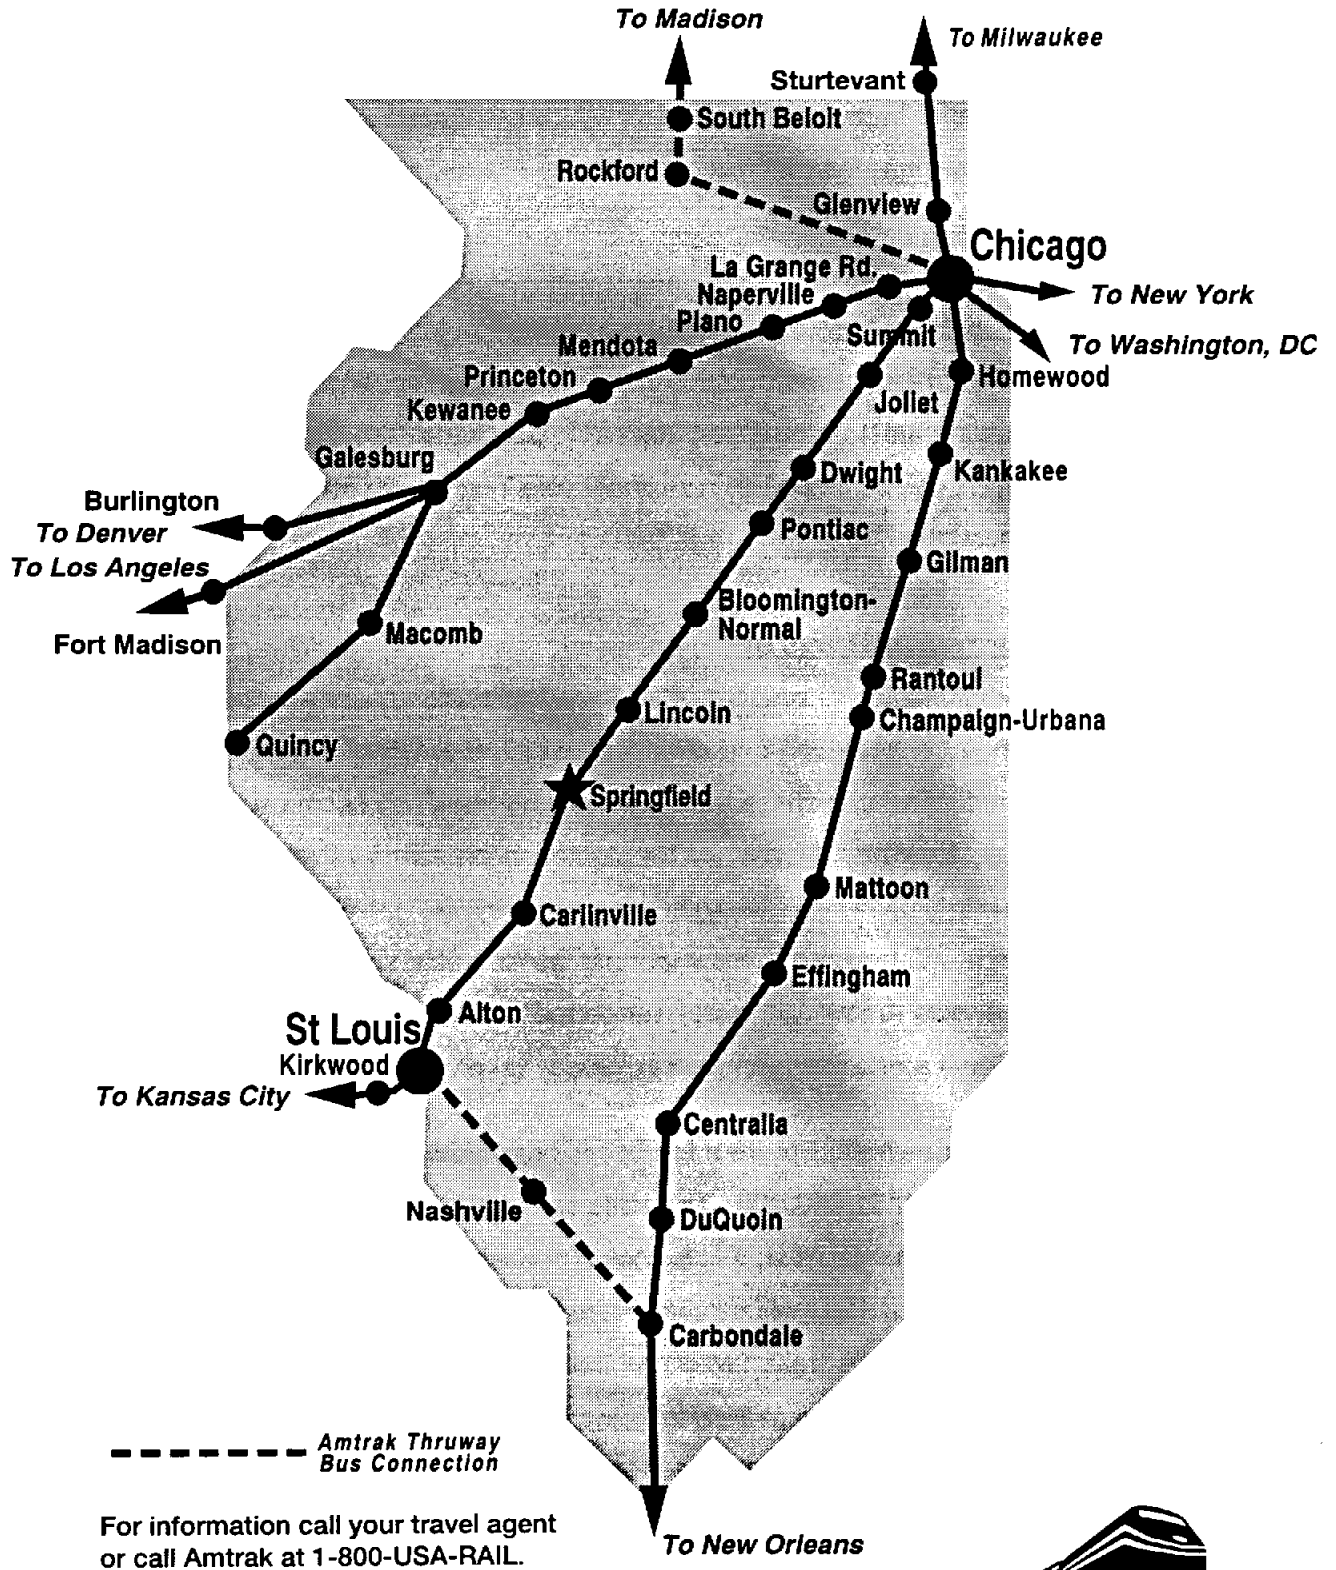 To Madison
To Milwaukee
Sturtevant
South Beloit
Rockford
Glenview
Chicago
La Grange Rd.
Naperville
To New York
Plano
Summit
To Washington, DC
Mendota
Princeton
Homewood
Kewanee
Joliet
Galesburg
Dwight
Kankakee
Burlington
To Denver
Pontiac
To Los Angeles
Gilman
Bloomington-
Normal
Fort Madison
Macomb
Rantoul
Lincoln
Champaign-Urbana
Quincy
Springfield
Mattoon
Carlinville
Effingham
Alton
St Louis
Kirkwood
To Kansas City
Centralia
Nashville
DuQuoin
Carbondale
Amtrak Thruway
Bus Connection
For information call your travel agent
or call Amtrak at 1-800-USA-RAIL.
To New Orleans